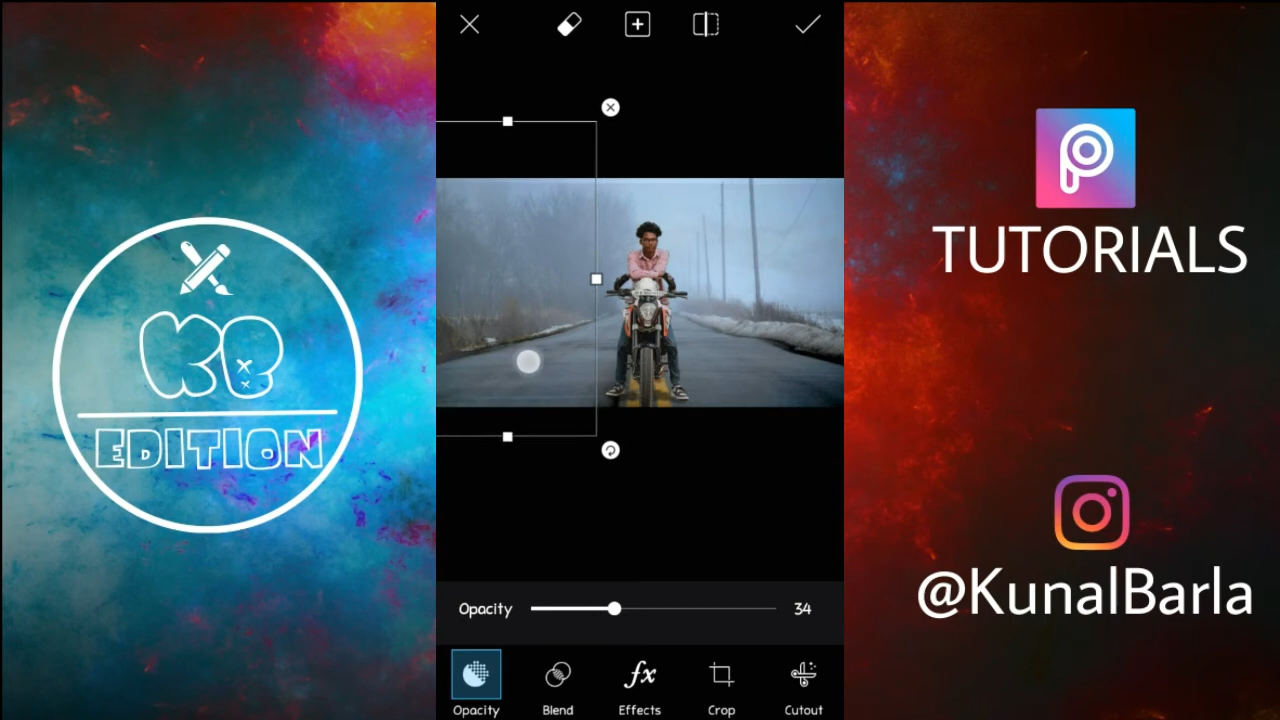 KB
EDITION
Opacity
34
Opacity
Blend
fx
Effects
Crop
Cutout
TUTORIALS
@KunalBarla